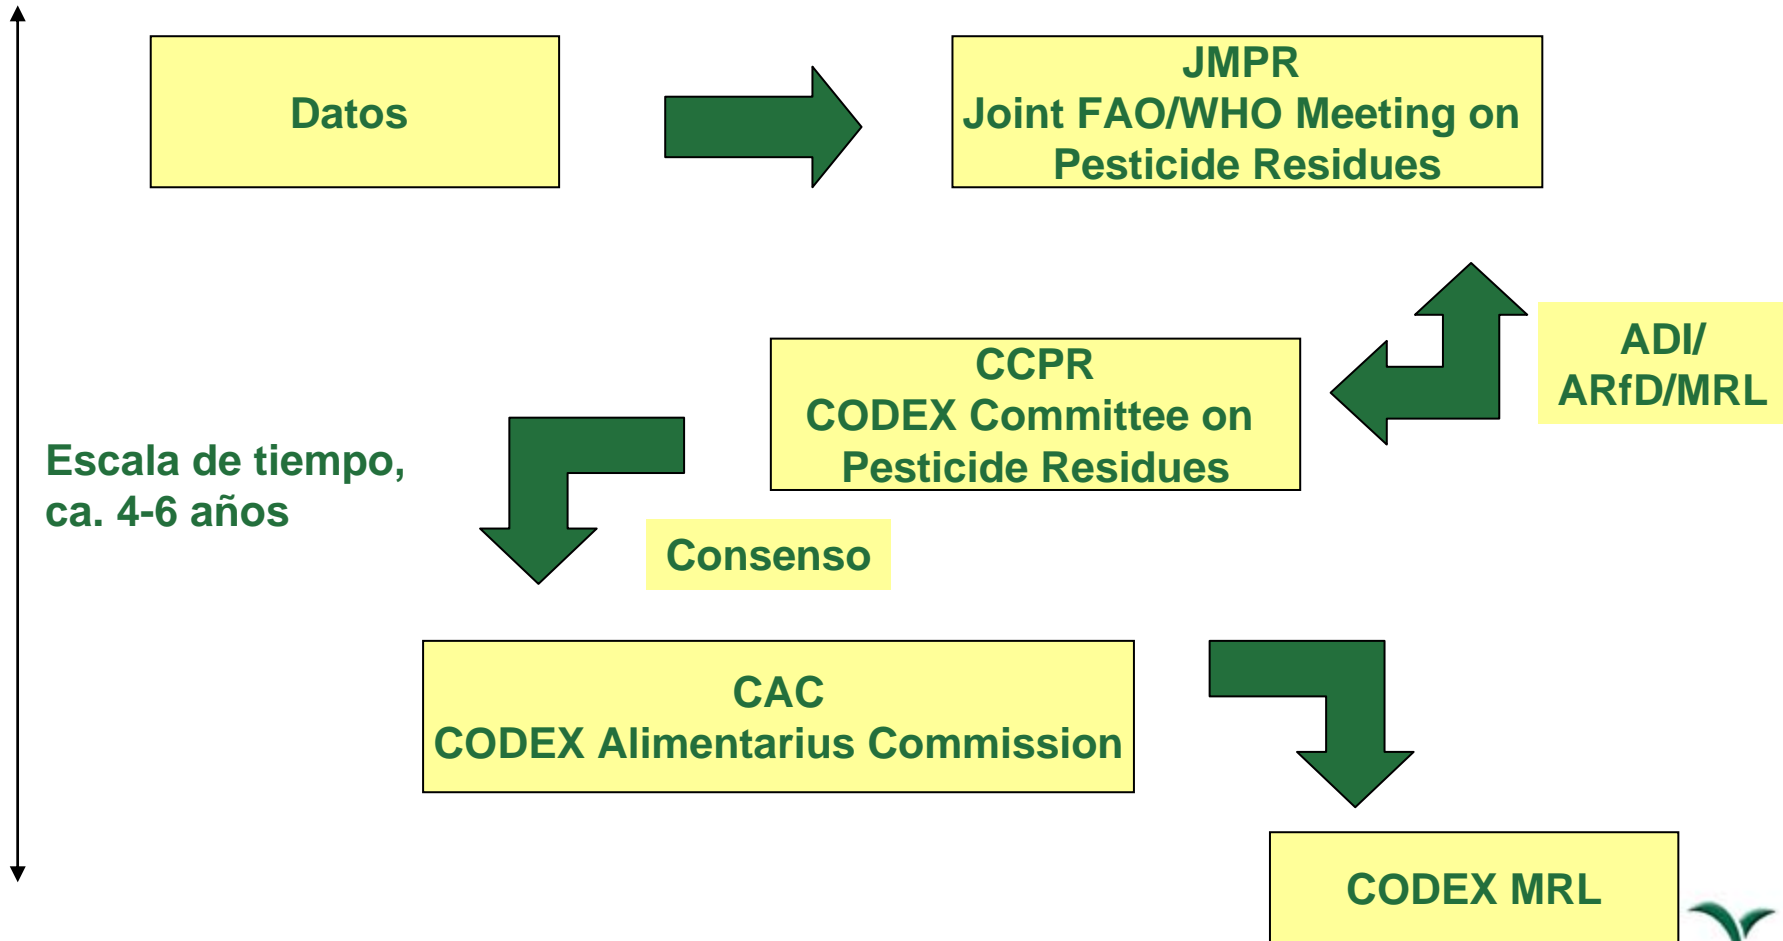 Datos
JMPR
Joint FAO/WHO Meeting on
Pesticide Residues
ADI/
ARfD/MRL
CCPR
CODEX Committee on
Pesticide Residues
Escala de tiempo,
ca. 4-6 años
Consenso
CAC
CODEX Alimentarius Commission
CODEX MRL